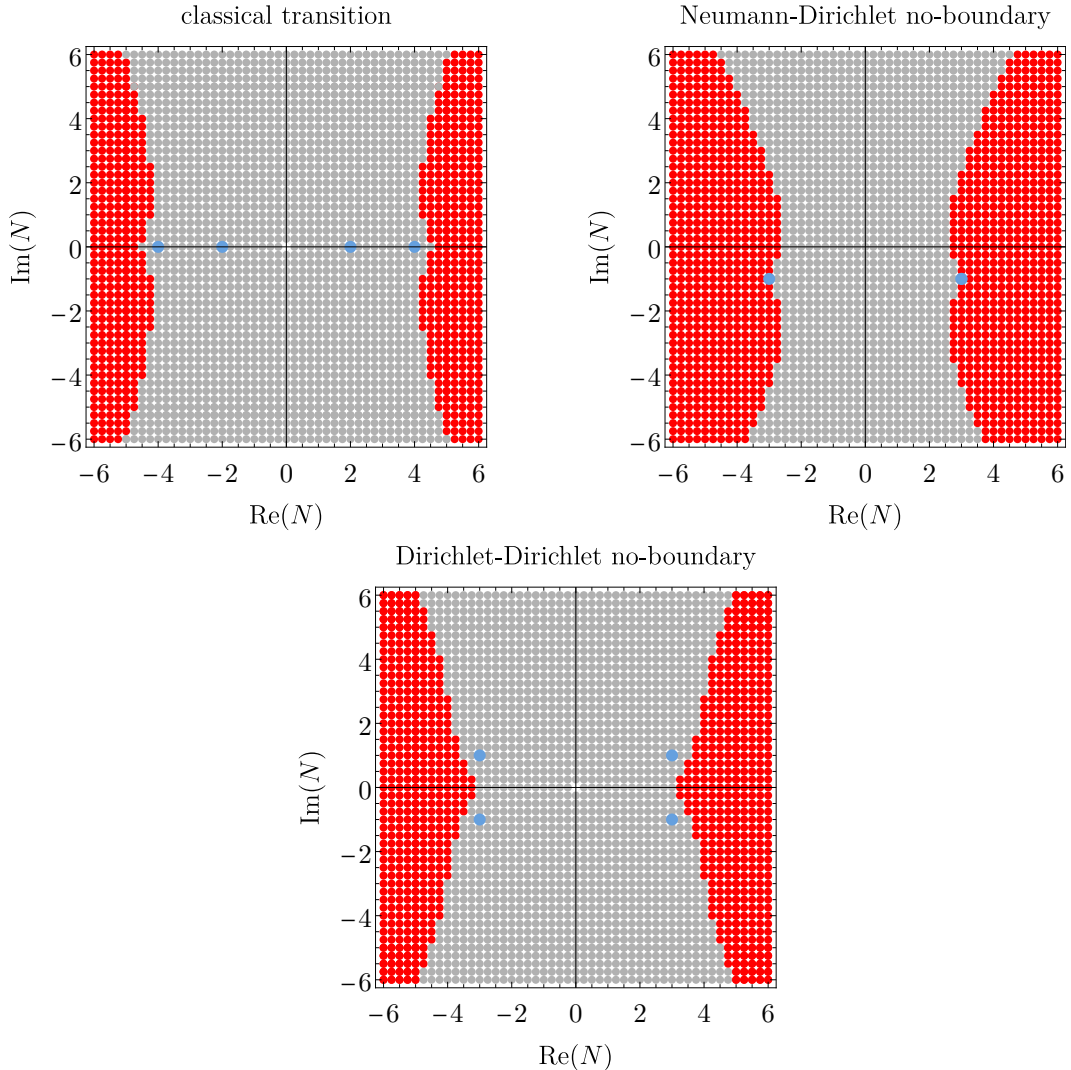 classical transition
6
4
2
0
−2
−4
−6
Im(N)
−6 −4 −2 0 2 4 6
Re(N)
Neumann-Dirichlet no-boundary
6
4
2
0
−2
−4
−6
Im(N)
−6 −4 −2 0 2 4 6
Re(N)
Dirichlet-Dirichlet no-boundary
6
4
2
0
−2
−4
−6
Im(N)
−6 −4 −2 0 2 4 6
Re(N)